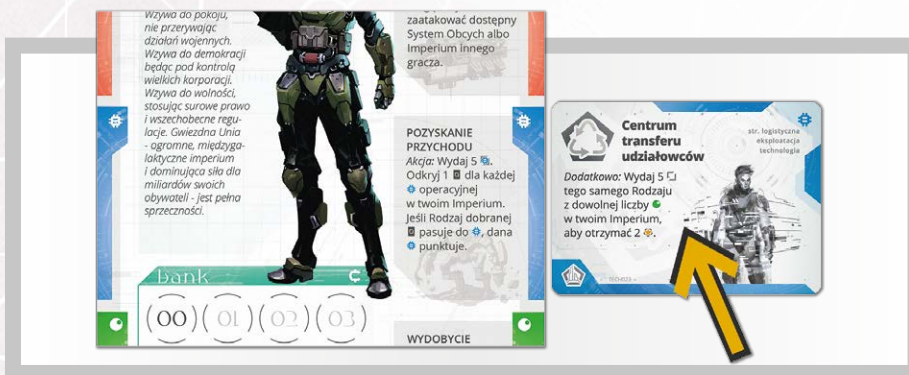 Wzywa do pokoju,
nie przerywając
działań wojennych.
Wzywa do demokracji
będąc pod kontrolą
wielkich korporacji.
Wzywa do wolności,
stosując surowe prawo
i wszechobecne regu-
lacje. Gwiezdna Unia
- ogromne, międzyga-
laktyczne imperium
i dominująca siła dla
miliardów swoich
obywateli - jest pełna
sprzeczności.
bank
00 01 02 03
zaatakować dostępny
System Obcych albo
Imperium innego
gracza.
POZYSKANIE
PRZYCHODU
Akcja: Wydaj 5
Odkryj 1 dla każdej
operacyjnej
w twoim Imperium.
Jeśli Rodzaj dobranej
pasuje do , dana
punktuje.
WYDOBYCIE
Centrum
transferu
udziałowców
str. logistyczna
eksploatacja
technologia
Dodatkowo: Wydaj 5
tego samego Rodzaju
z dowolnej liczby
w twoim Imperium,
aby otrzymać 2 .